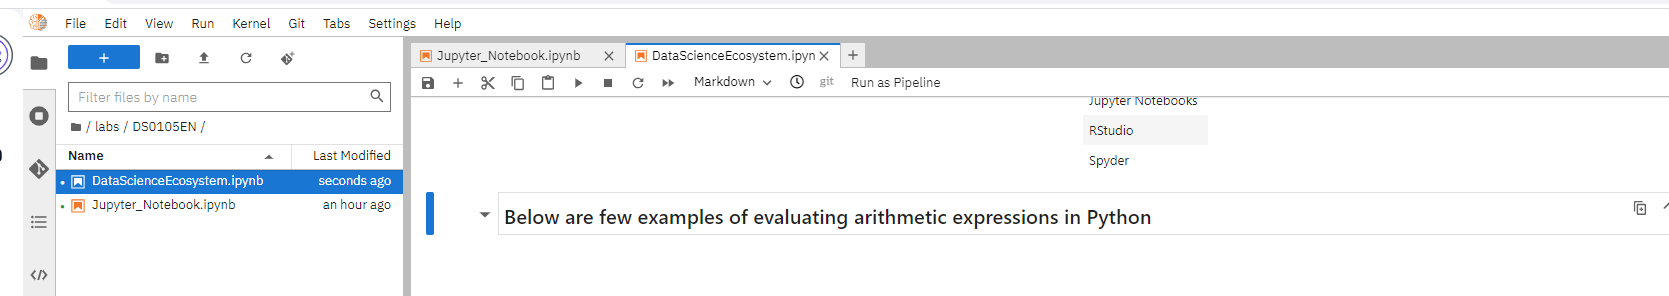 File Edit View Run Kernel Git Tabs Settings Help
+
Filter files by name
/ labs / DS0105EN /
Name Last Modified
DataScienceEcosystem.ipynb seconds ago
Jupyter_Notebook.ipynb an hour ago
Jupyter_Notebook.ipynb × DataScienceEcosystem.ipyn × +
Markdown git Run as Pipeline
Jupyter Notebooks
RStudio
Spyder
Below are few examples of evaluating arithmetic expressions in Python